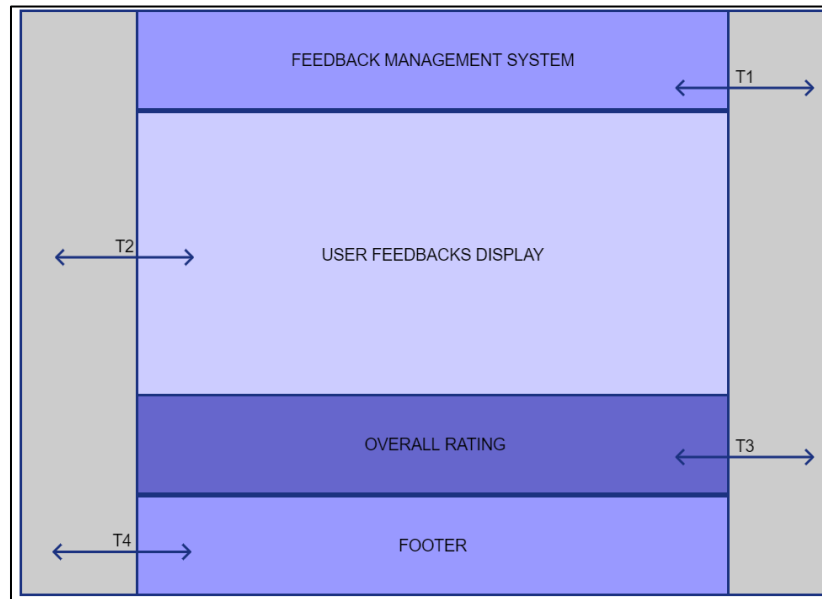 FEEDBACK MANAGEMENT SYSTEM
T1
T2
USER FEEDBACKS DISPLAY
OVERALL RATING
T3
T4
FOOTER